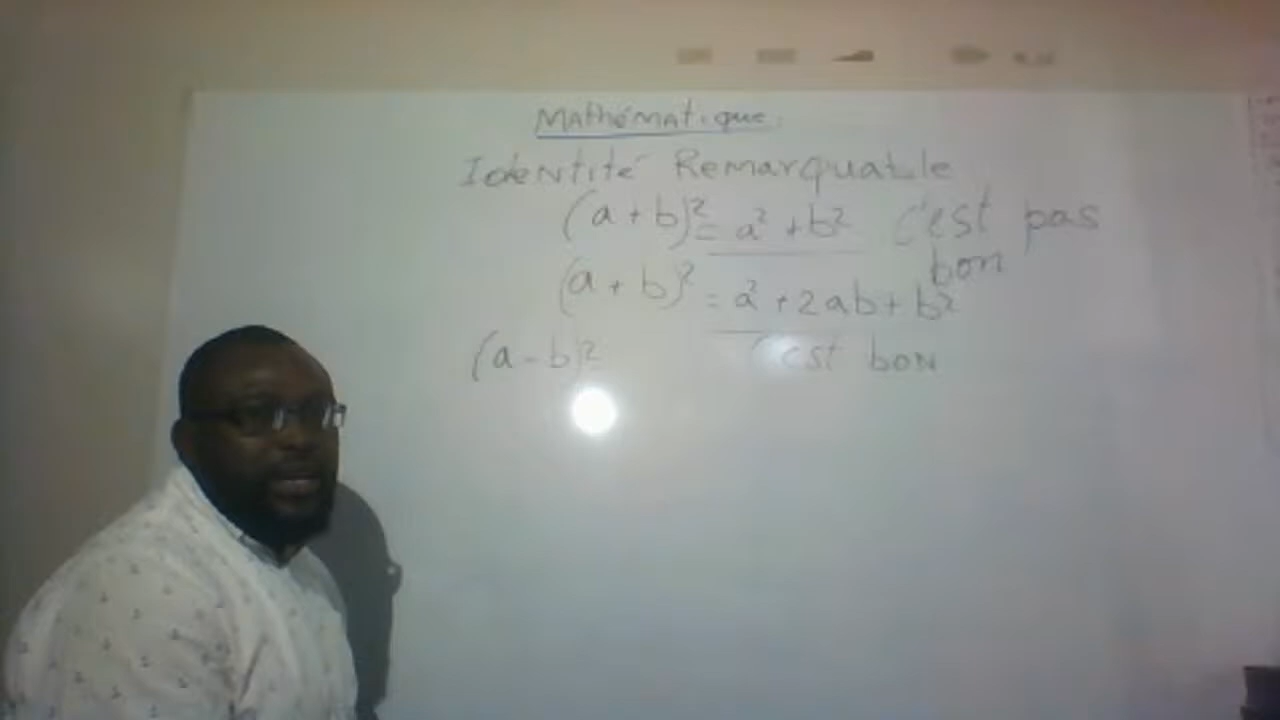 Mathématique
Identité Remarquable
(a+b)² = a² + b² c'est pas
bon
(a+b)² = a² + 2ab + b²
(a-b)² = c'est bon